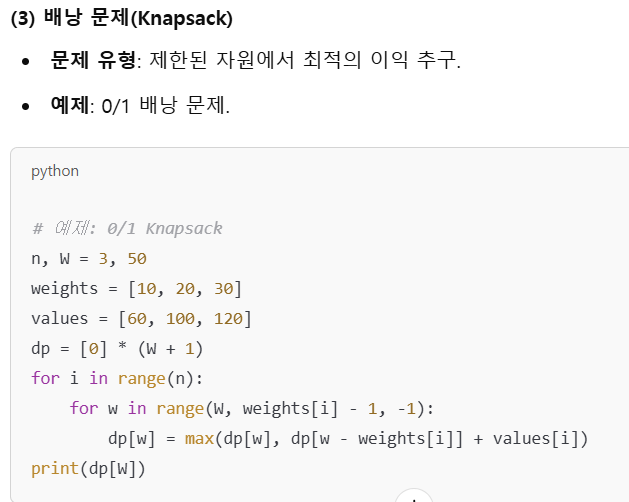 (3) 배낭 문제(Knapsack)
• 문제 유형: 제한된 자원에서 최적의 이익 추구.
• 예제: 0/1 배낭 문제.
python
# 예제: 0/1 Knapsack
n, W = 3, 50
weights = [10, 20, 30]
values = [60, 100, 120]
dp = [0] * (W + 1)
for i in range(n):
    for w in range(W, weights[i] - 1, -1):
        dp[w] = max(dp[w], dp[w - weights[i]] + values[i])
print(dp[W])